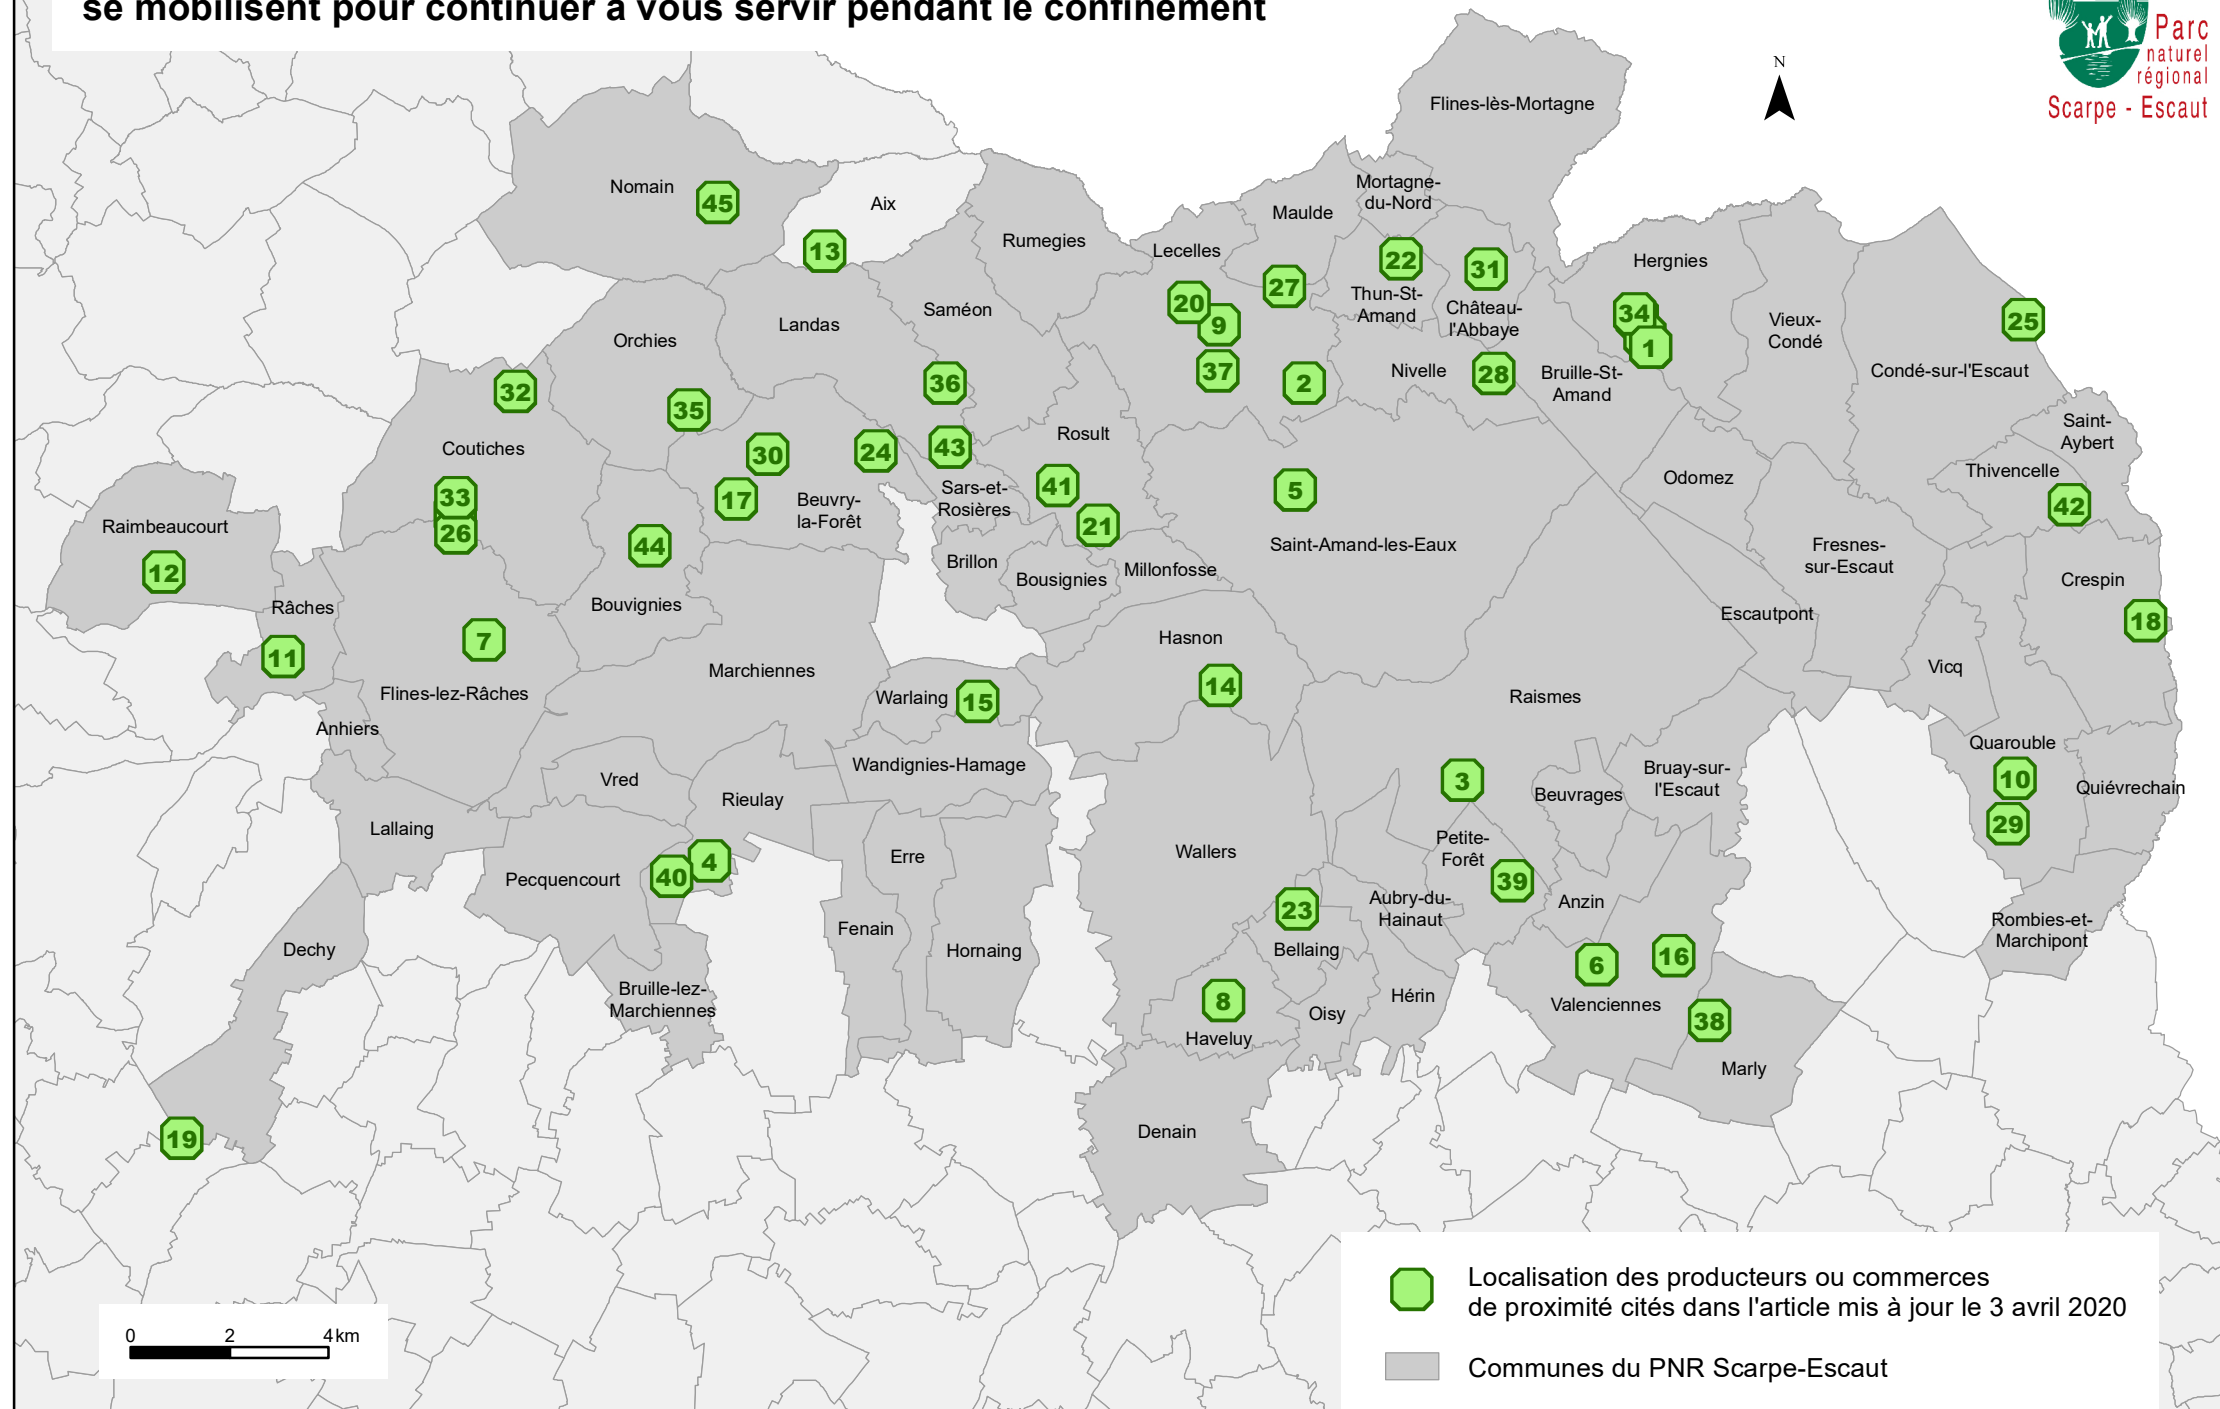 se mobilisent pour continuer à vous servir pendant le confinement
Parc
naturel
régional
Scarpe - Escaut
N
Flines-lès-Mortagne
Nomain
45
Aix
13
Mortagne-
du-Nord
Maulde
Rumegies
Lecelles
22
31
Hergnies
27
20
9
Thun-St-
Amand
Château-
l'Abbaye
34
1
Vieux-
Condé
25
Saméon
Landas
Orchies
32
35
36
37
2
Nivelle
28
Bruille-St-
Amand
Condé-sur-l'Escaut
Saint-
Aybert
Coutiches
30
24
43
Rosult
Thivencelle
Odomez
33
26
17
Beuvry-
la-Forêt
Sars-et-
Rosières
41
21
5
42
Raimbeaucourt
12
44
Saint-Amand-les-Eaux
Fresnes-
sur-Escaut
Brillon
Bousignies
Millonfosse
Crespin
Râches
Bouvignies
Escautpont
18
11
7
Hasnon
Marchiennes
Vicq
Flines-lez-Râches
Warlaing
15
14
Raismes
Anhiers
Quarouble
10
Quiévrechain
Vred
Wandignies-Hamage
3
Beuvrages
Bruay-sur-
l'Escaut
Rieulay
29
Lallaing
Petite-
Forêt
Erre
Wallers
Pecquencourt
40
4
39
Aubry-du-
Hainaut
Anzin
23
Fenain
Rombies-et-
Marchipont
Dechy
Hornaing
Bellaing
6
16
Bruille-lez-
Marchiennes
8
Hérin
Valenciennes
Oisy
38
Haveluy
Marly
19
Denain
Localisation des producteurs ou commerces
de proximité cités dans l'article mis à jour le 3 avril 2020
Communes du PNR Scarpe-Escaut
0 2 4 km